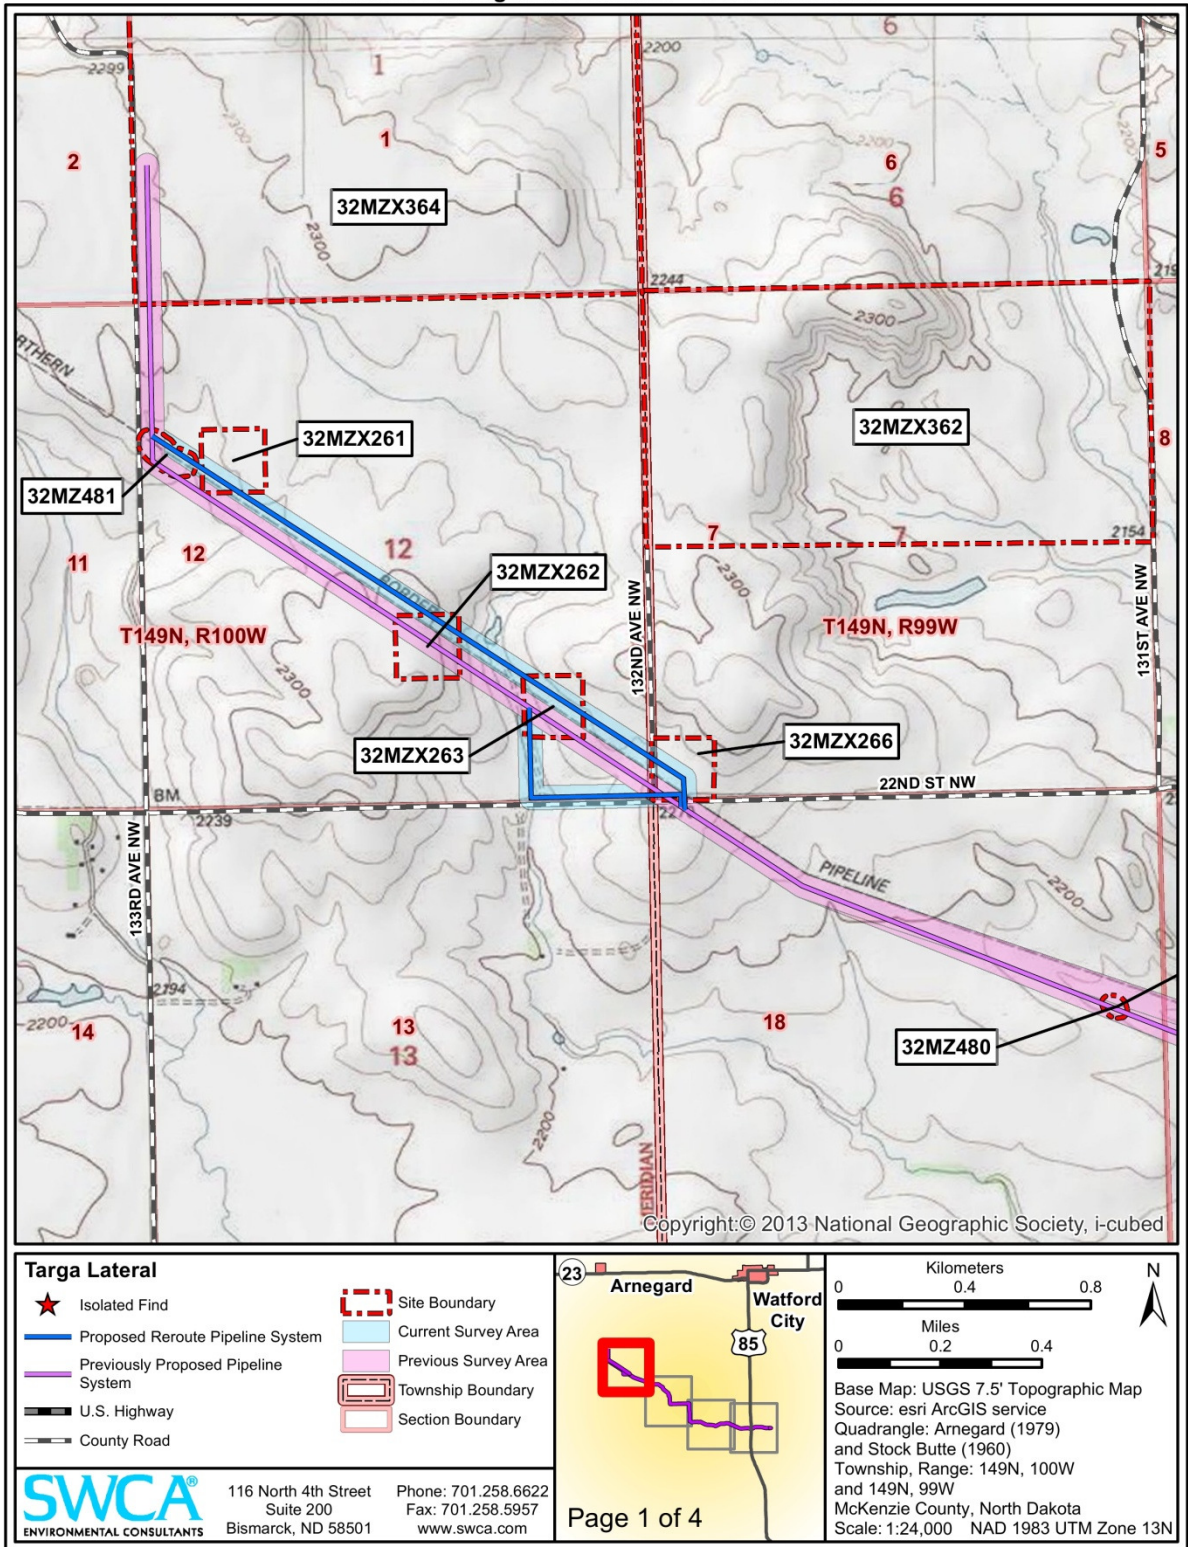 2299
1
2200
6
2300
2
1
6
5
2200
2200
32MZX364
6
2300
2300
2244
2300
RTHERN
32MZX261
32MZX362
8
32MZ481
7
7
2154
11
12
12
32MZX262
BORDER
2300
132ND AVE NW
131ST AVE NW
T149N, R100W
T149N, R99W
2300
32MZX263
32MZX266
22ND ST NW
BM
2239
2270
133RD AVE NW
PIPELINE
2200
2194
2200
14
13
13
18
32MZ480
2200
MERIDIAN
Copyright:© 2013 National Geographic Society, i-cubed
Targa Lateral
Isolated Find
Proposed Reroute Pipeline System
Previously Proposed Pipeline
System
U.S. Highway
County Road
Site Boundary
Current Survey Area
Previous Survey Area
Township Boundary
Section Boundary
SWCA®
ENVIRONMENTAL CONSULTANTS
116 North 4th Street
Suite 200
Bismarck, ND 58501
Phone: 701.258.6622
Fax: 701.258.5957
www.swca.com
23
Arnegard
Watford
City
85
Page 1 of 4
Kilometers
0 0.4 0.8
Miles
0 0.2 0.4
N
Base Map: USGS 7.5' Topographic Map
Source: esri ArcGIS service
Quadrangle: Arnegard (1979)
and Stock Butte (1960)
Township, Range: 149N, 100W
and 149N, 99W
McKenzie County, North Dakota
Scale: 1:24,000 NAD 1983 UTM Zone 13N